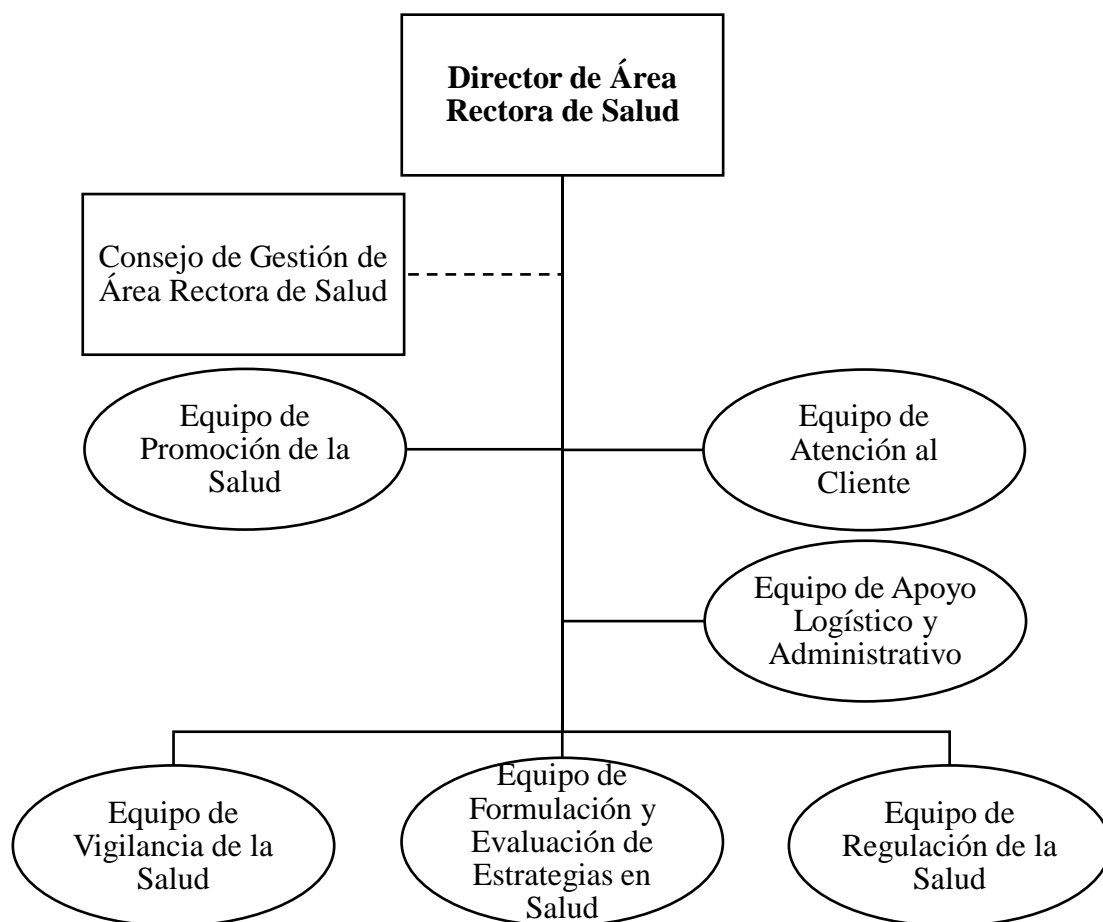 Director de Área
Rectora de Salud
Consejo de Gestión de
Área Rectora de Salud
Equipo de
Promoción de la
Salud
Equipo de
Atención al
Cliente
Equipo de Apoyo
Logístico y
Administrativo
Equipo de
Vigilancia de la
Salud
Equipo de
Formulación y
Evaluación de
Estrategias en
Salud
Equipo de
Regulación de la
Salud